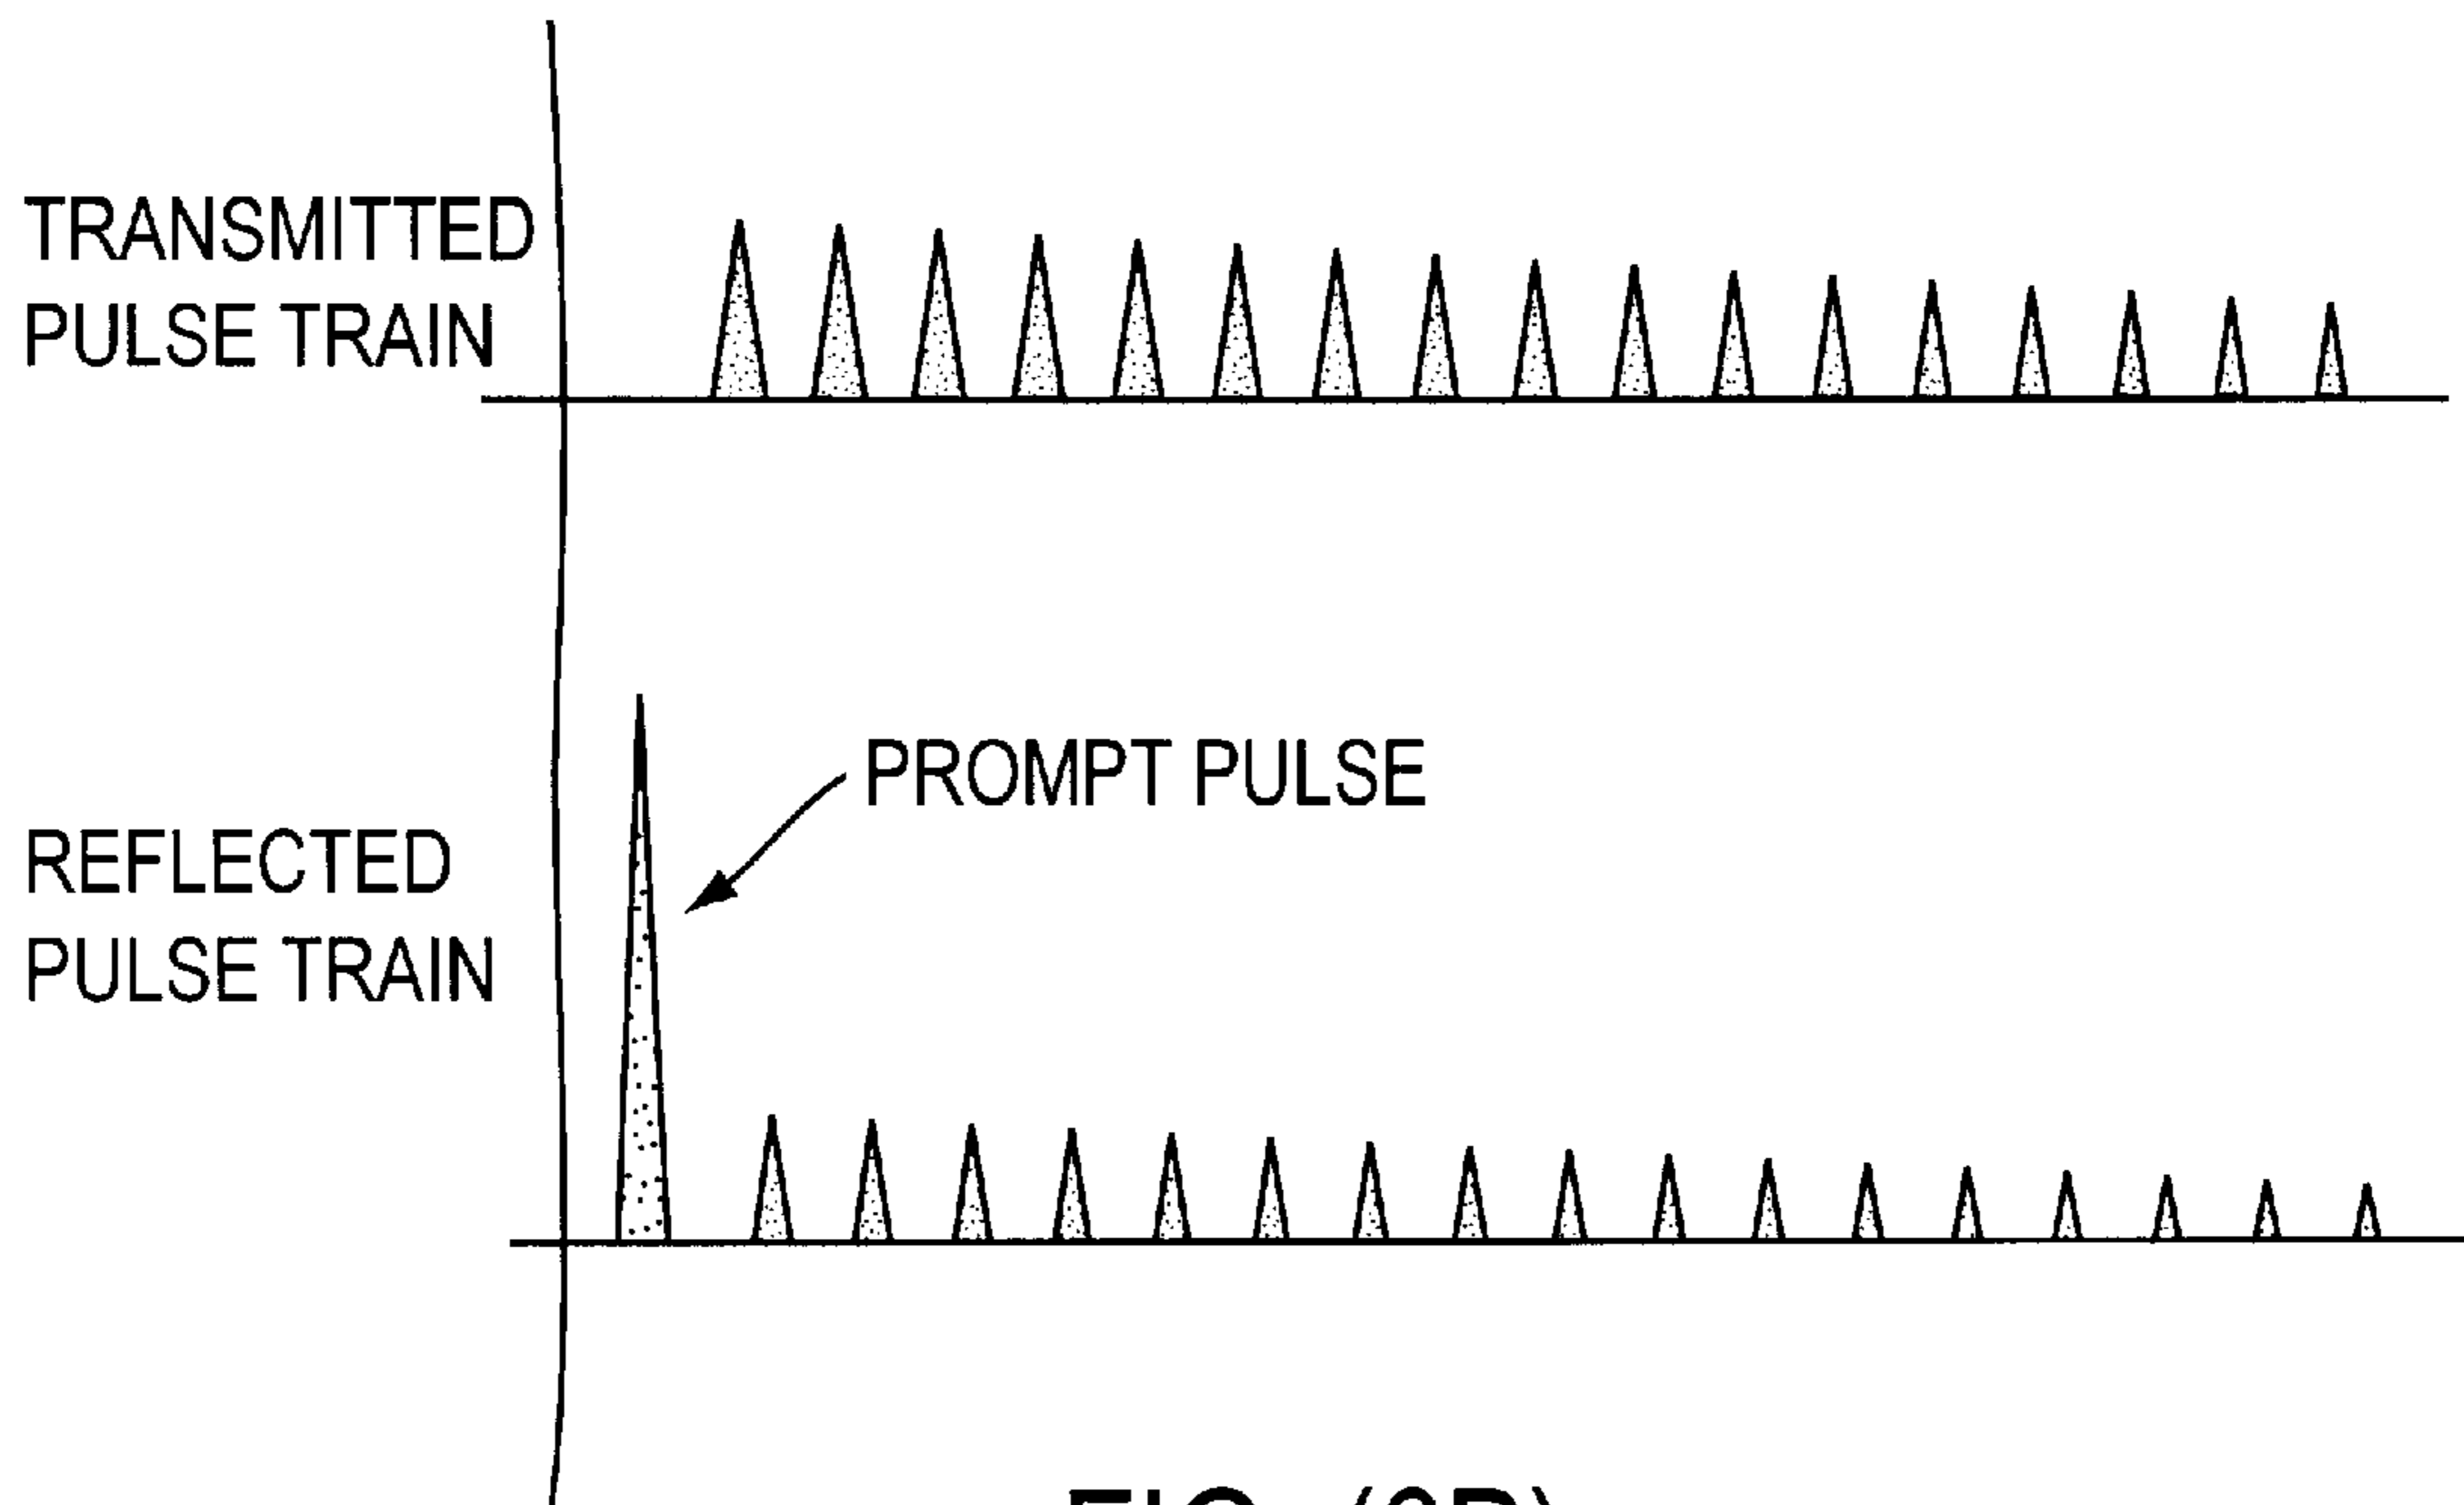 TRANSMITTED
PULSE TRAIN
PROMPT PULSE
REFLECTED
PULSE TRAIN